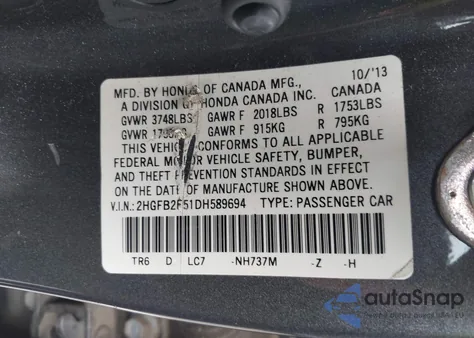 MFD. BY HONDA OF CANADA MFG., 10/'13
A DIVISION OF HONDA CANADA INC. CANADA
GVWR 3748LBS GAWR F 2018LBS R 1753LBS
GVWR GAWR F 915KG R 795KG
THIS VEHICLE CONFORMS TO ALL APPLICABLE
FEDERAL MOTOR VEHICLE SAFETY, BUMPER,
AND THEFT PREVENTION STANDARDS IN EFFECT
ON THE DATE OF MANUFACTURE SHOWN ABOVE.
V.I.N.: 2HGFB2F51DH589694 TYPE: PASSENGER CAR
TR6 D LC7 -NH737M -Z -H
autoSnap